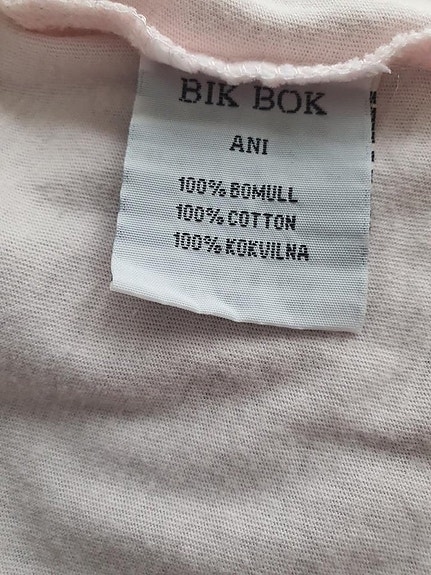 BIK BOK
ANI
100% BOMULL
100% COTTON
100% KOKVILNA